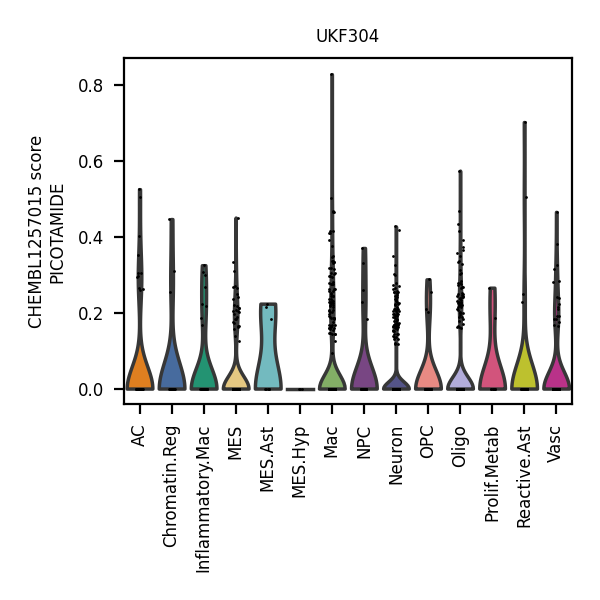 UKF304
CHEMBL1257015 score
PICOTAMIDE
0.8
0.6
0.4
0.2
0.0
AC
Chromatin.Reg
Inflammatory.Mac
MES
MES.Ast
MES.Hyp
Mac
NPC
Neuron
OPC
Oligo
Prolif.Metab
Reactive.Ast
Vasc